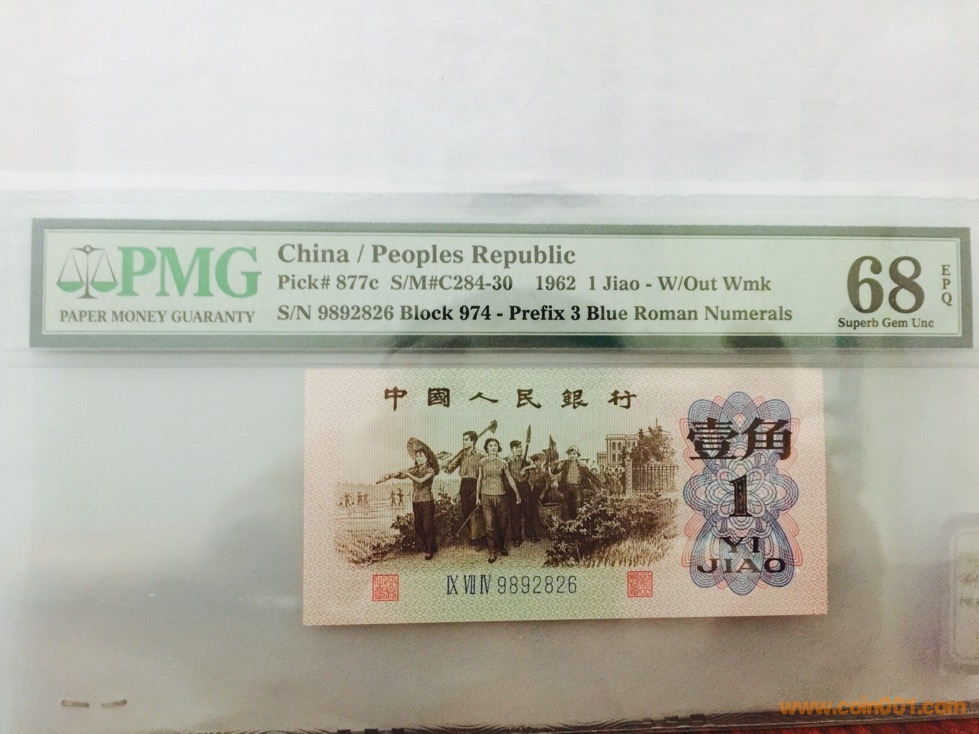 PMG
PAPER MONEY GUARANTY
China / Peoples Republic
Pick# 877c S/M#C284-30 1962 1 Jiao - W/Out Wmk
S/N 9892826 Block 974 - Prefix 3 Blue Roman Numerals
68
EPQ
Superb Gem Unc
中國人民銀行
壹角
1
YI
JIAO
IX VII IV 9892826
www.coin001.com